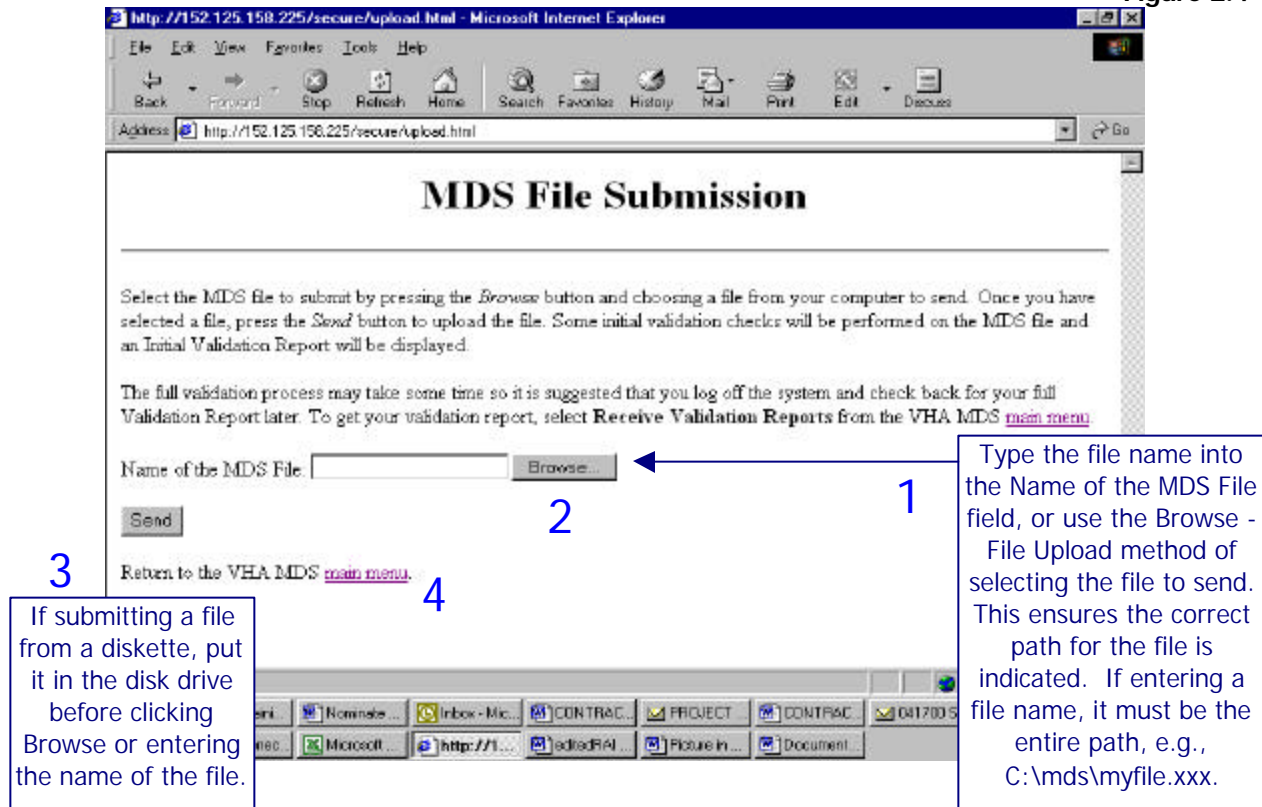 http://152.125.158.225/secure/upload.html - Microsoft Internet Explorer
File Edit View Favorites Tools Help
Back Forward Stop Refresh Home Search Favorites History Mail Print Edit Discuss
Address http://152.125.158.225/secure/upload.html Go
MDS File Submission
Select the MDS file to submit by pressing the Browse button and choosing a file from your computer to send. Once you have
selected a file, press the Send button to upload the file. Some initial validation checks will be performed on the MDS file and
an Initial Validation Report will be displayed.
The full validation process may take some time so it is suggested that you log off the system and check back for your full
Validation Report later. To get your validation report, select Receive Validation Reports from the VHA MDS main menu.
Name of the MDS File: Browse...
1
2
Send
Return to the VHA MDS main menu.
3
4
Type the file name into
the Name of the MDS File
field, or use the Browse -
File Upload method of
selecting the file to send.
This ensures the correct
path for the file is
indicated. If entering a
file name, it must be the
entire path, e.g.,
C:\mds\myfile.xxx.
If submitting a file
from a diskette, put
it in the disk drive
before clicking
Browse or entering
the name of the file.
Nominate ... Inbox - Mic... CONTRAC... PROJECT ... CONTRAC... 041700 S
Microsoft ... http://1... editedRAI ... Picture in ... Document...